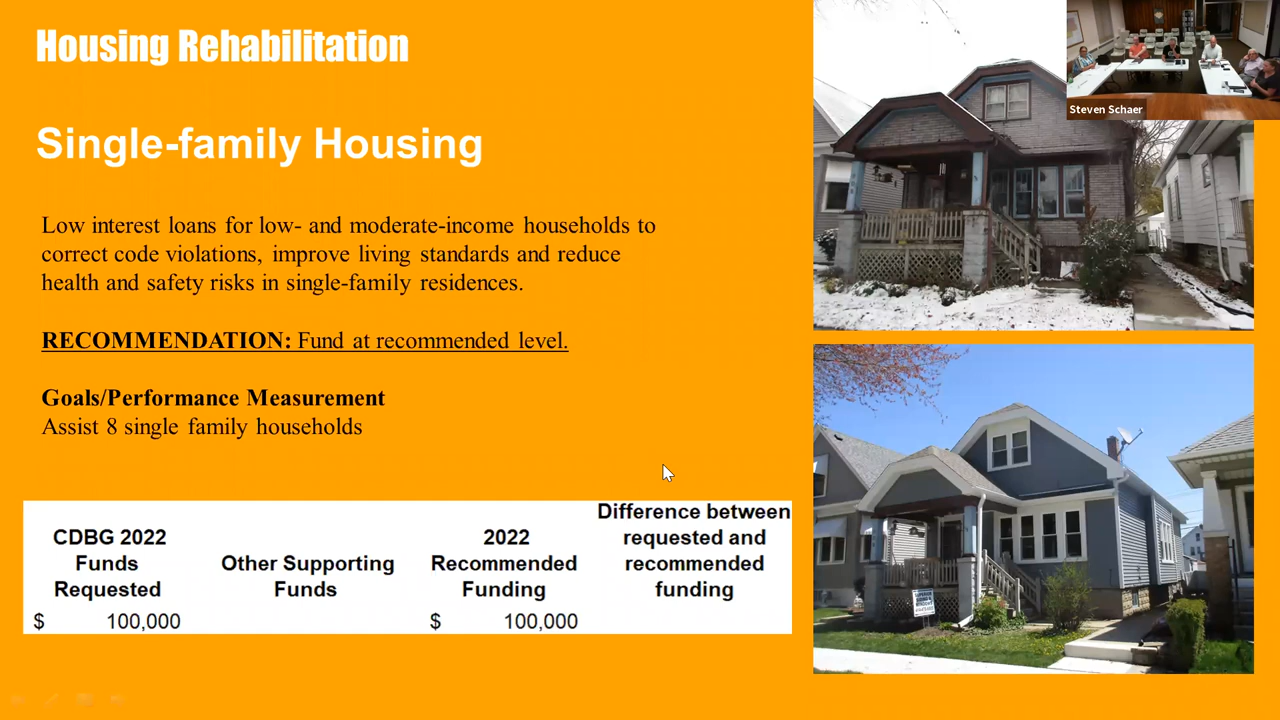 Housing Rehabilitation
Steven Schaer
Single-family Housing
Low interest loans for low- and moderate-income households to
correct code violations, improve living standards and reduce
health and safety risks in single-family residences.
RECOMMENDATION: Fund at recommended level.
Goals/Performance Measurement
Assist 8 single family households
CDBG 2022
Funds
Requested
Other Supporting
Funds
2022
Recommended
Funding
Difference between
requested and
recommended
funding
$ 100,000
$ 100,000